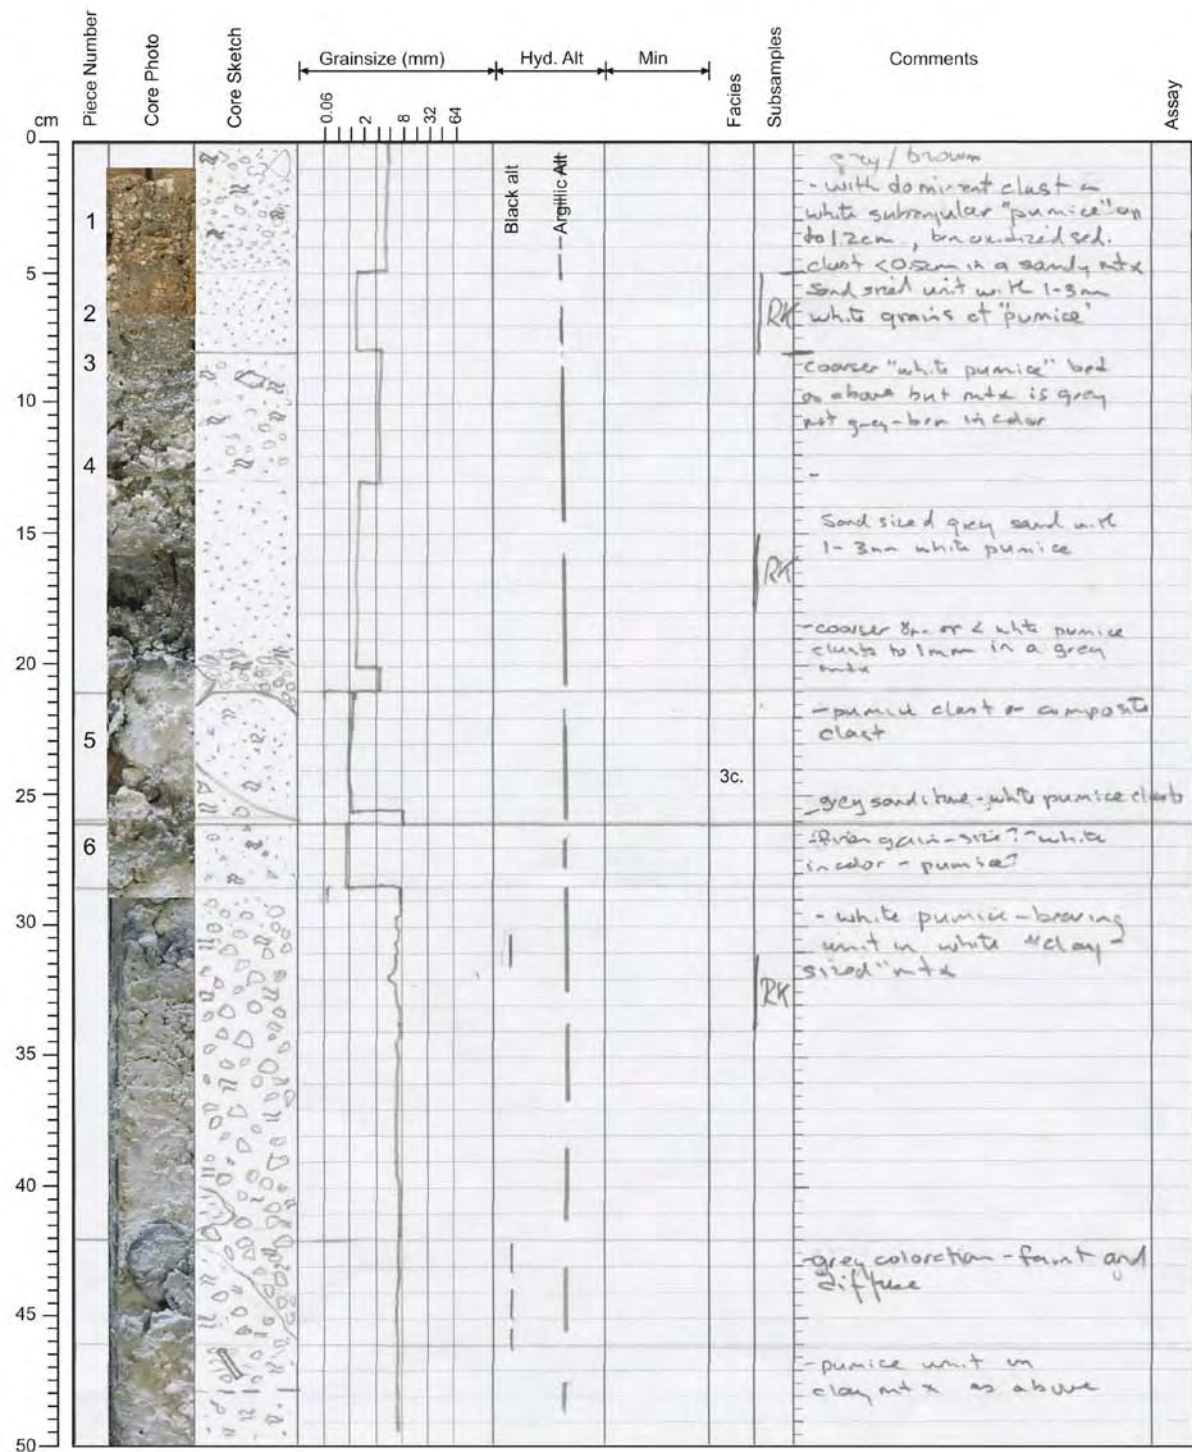 Piece Number
Core Photo
Core Sketch
Grainsize (mm)
Hyd. Alt
Min
Facies
Subsamples
Comments
Assay
cm
0.06
2
8
32
64
Black alt
Argillic Alt
0
5
10
15
20
25
30
35
40
45
50
1
2
3
4
5
6
3c.
RK
RK
RK
grey/brown
- with dominant clast
white subangular "pumice" up
to 1.2cm, brn oxidized sed.
clast <0.5cm in a sandy mtx
Sand sized unit with 1-3mm
white grains of "pumice"
coarser "white pumice" bed
as above but mtx is grey
not grey-brn in color
-
Sand sized grey sand with
1-3mm white pumice
-coarser or < white pumice
clasts to 1mm in a grey
mtx
-pumice clast or composite
clast
-grey sandstone-white pumice clasts
grain-size? white
in color - pumice?
- white pumice-bearing
unit in white "clay-
sized" mtx
-grey coloration - faint and
diffuse
-pumice unit in
clay mtx as above